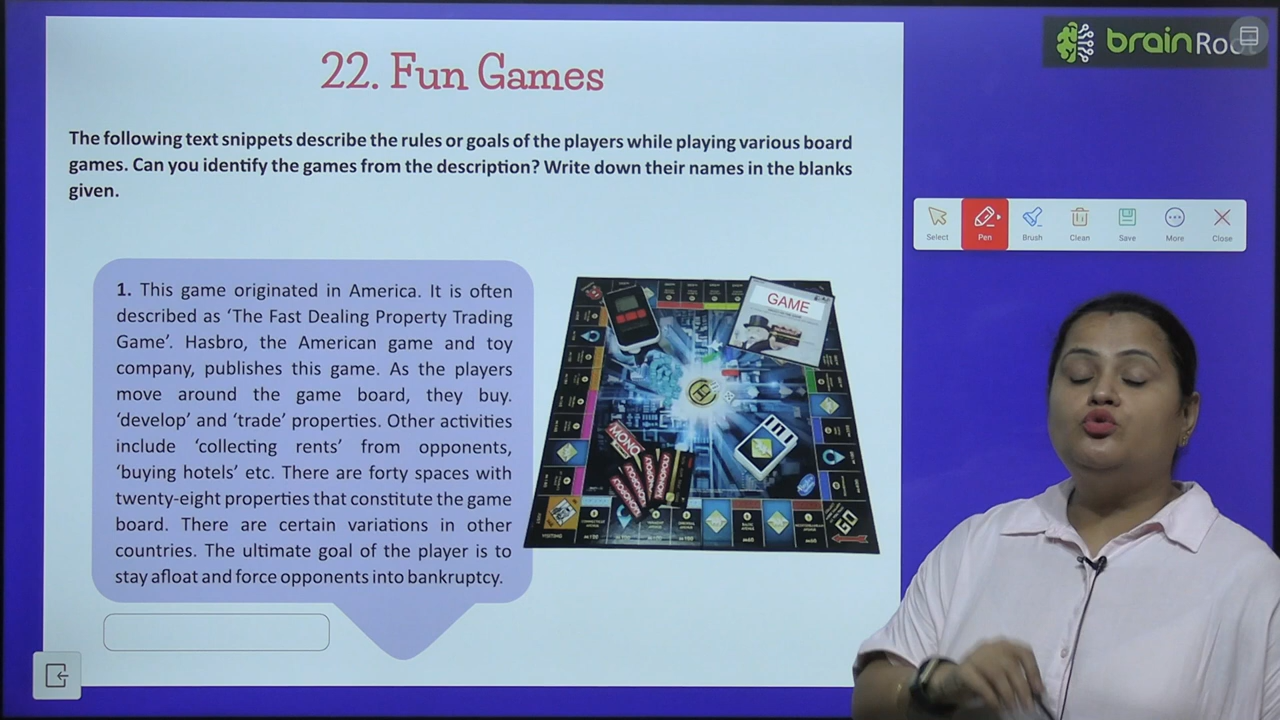 22. Fun Games
brainRoot
The following text snippets describe the rules or goals of the players while playing various board
games. Can you identify the games from the description? Write down their names in the blanks
given.
Select
Pen
Brush
Clean
Save
More
Close
1. This game originated in America. It is often
described as ‘The Fast Dealing Property Trading
Game’. Hasbro, the American game and toy
company, publishes this game. As the players
move around the game board, they buy.
‘develop’ and ‘trade’ properties. Other activities
include ‘collecting rents’ from opponents,
‘buying hotels’ etc. There are forty spaces with
twenty-eight properties that constitute the game
board. There are certain variations in other
countries. The ultimate goal of the player is to
stay afloat and force opponents into bankruptcy.
GAME
MONO
MONOPOLY
GO
VISITING